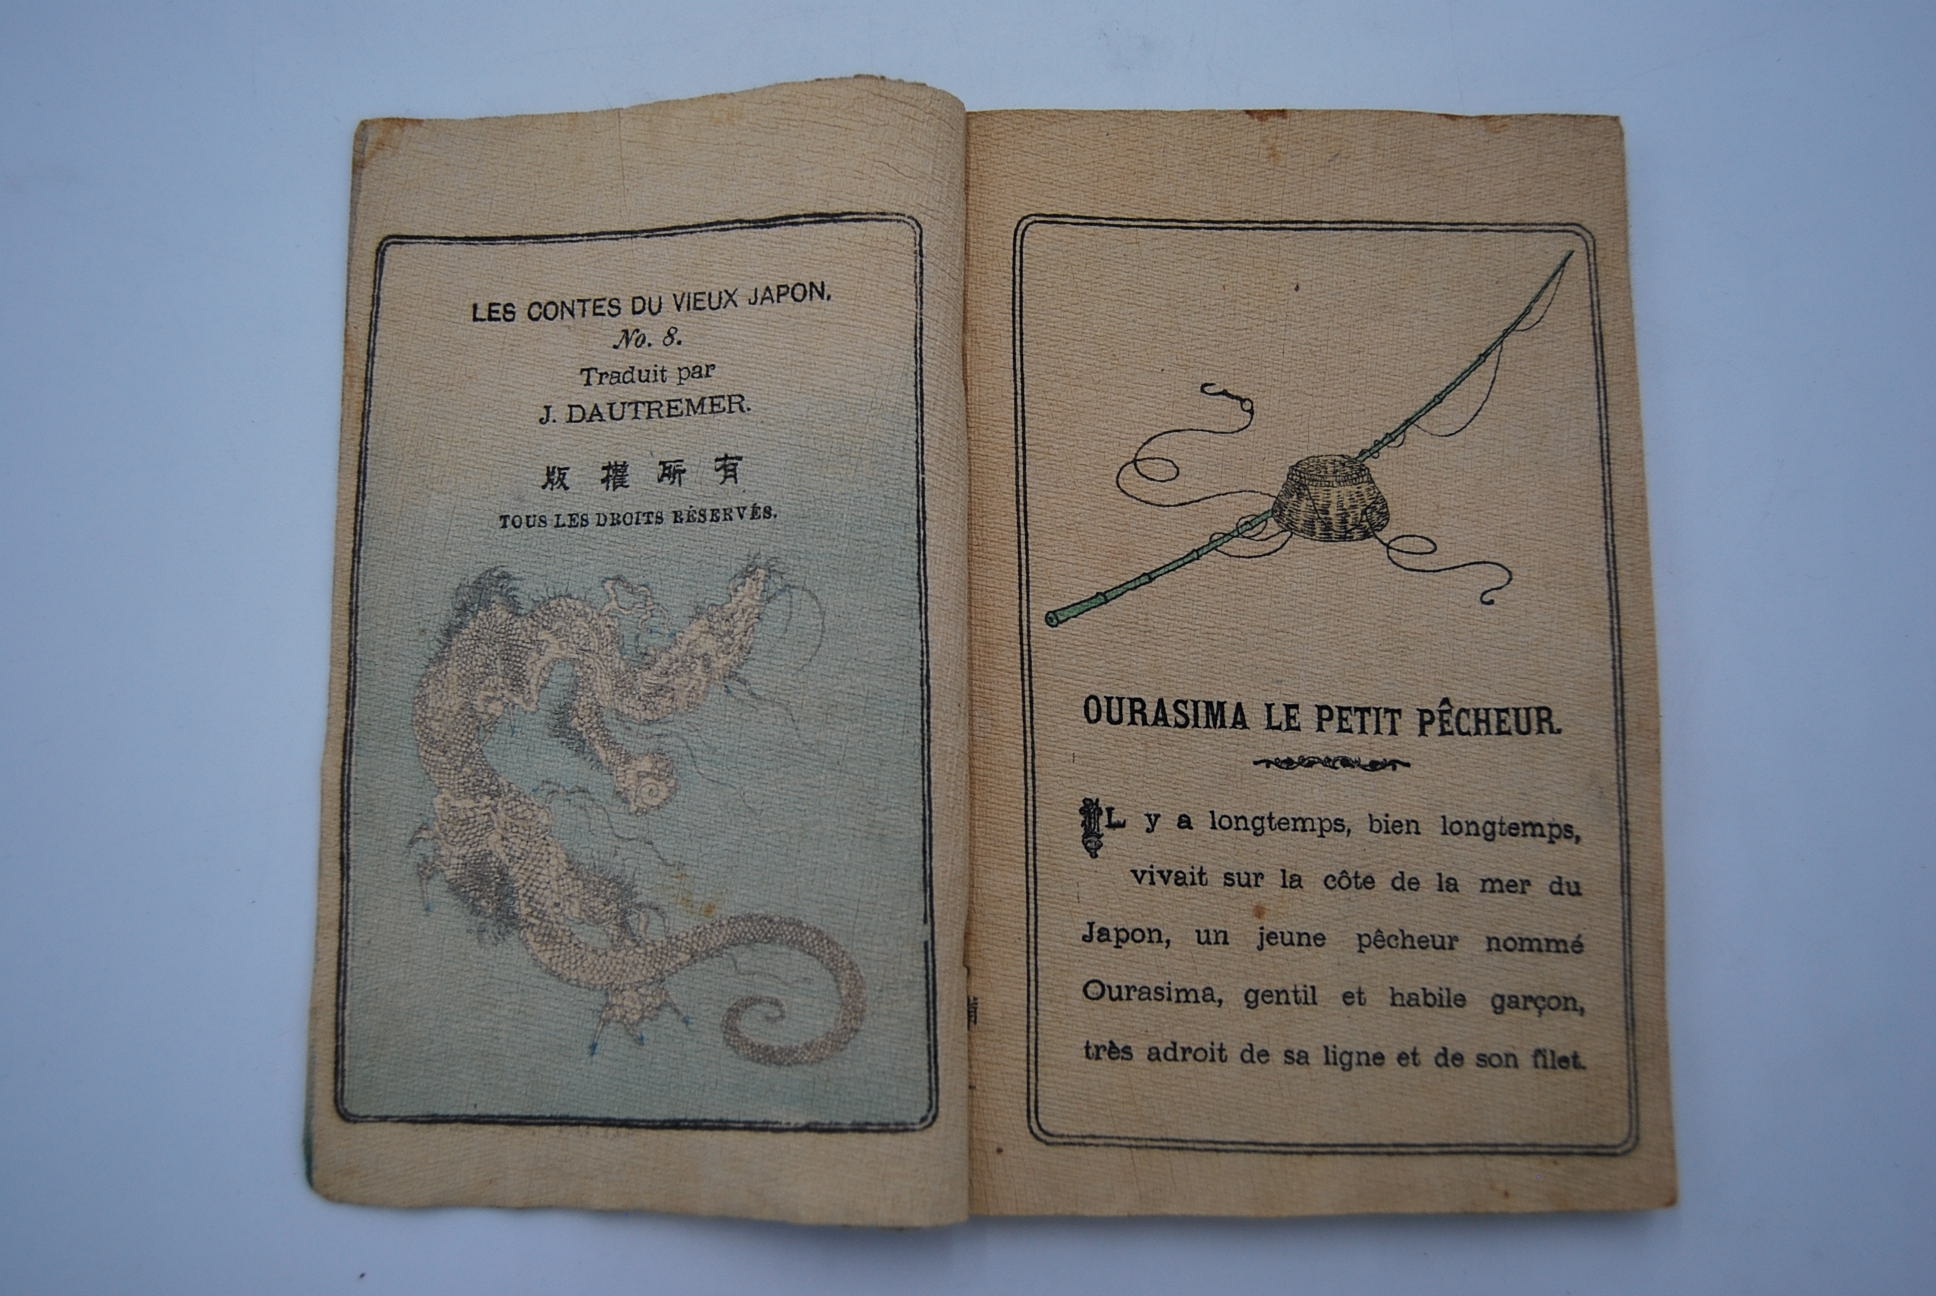 LES CONTES DU VIEUX JAPON.
No. 8.
Traduit par
J. DAUTREMER.
版權所有
TOUS LES DROITS RÉSERVÉS.
OURASIMA LE PETIT PÊCHEUR.
IL y a longtemps, bien longtemps,
vivait sur la côte de la mer du
Japon, un jeune pêcheur nommé
Ourasima, gentil et habile garçon,
très adroit de sa ligne et de son filet.